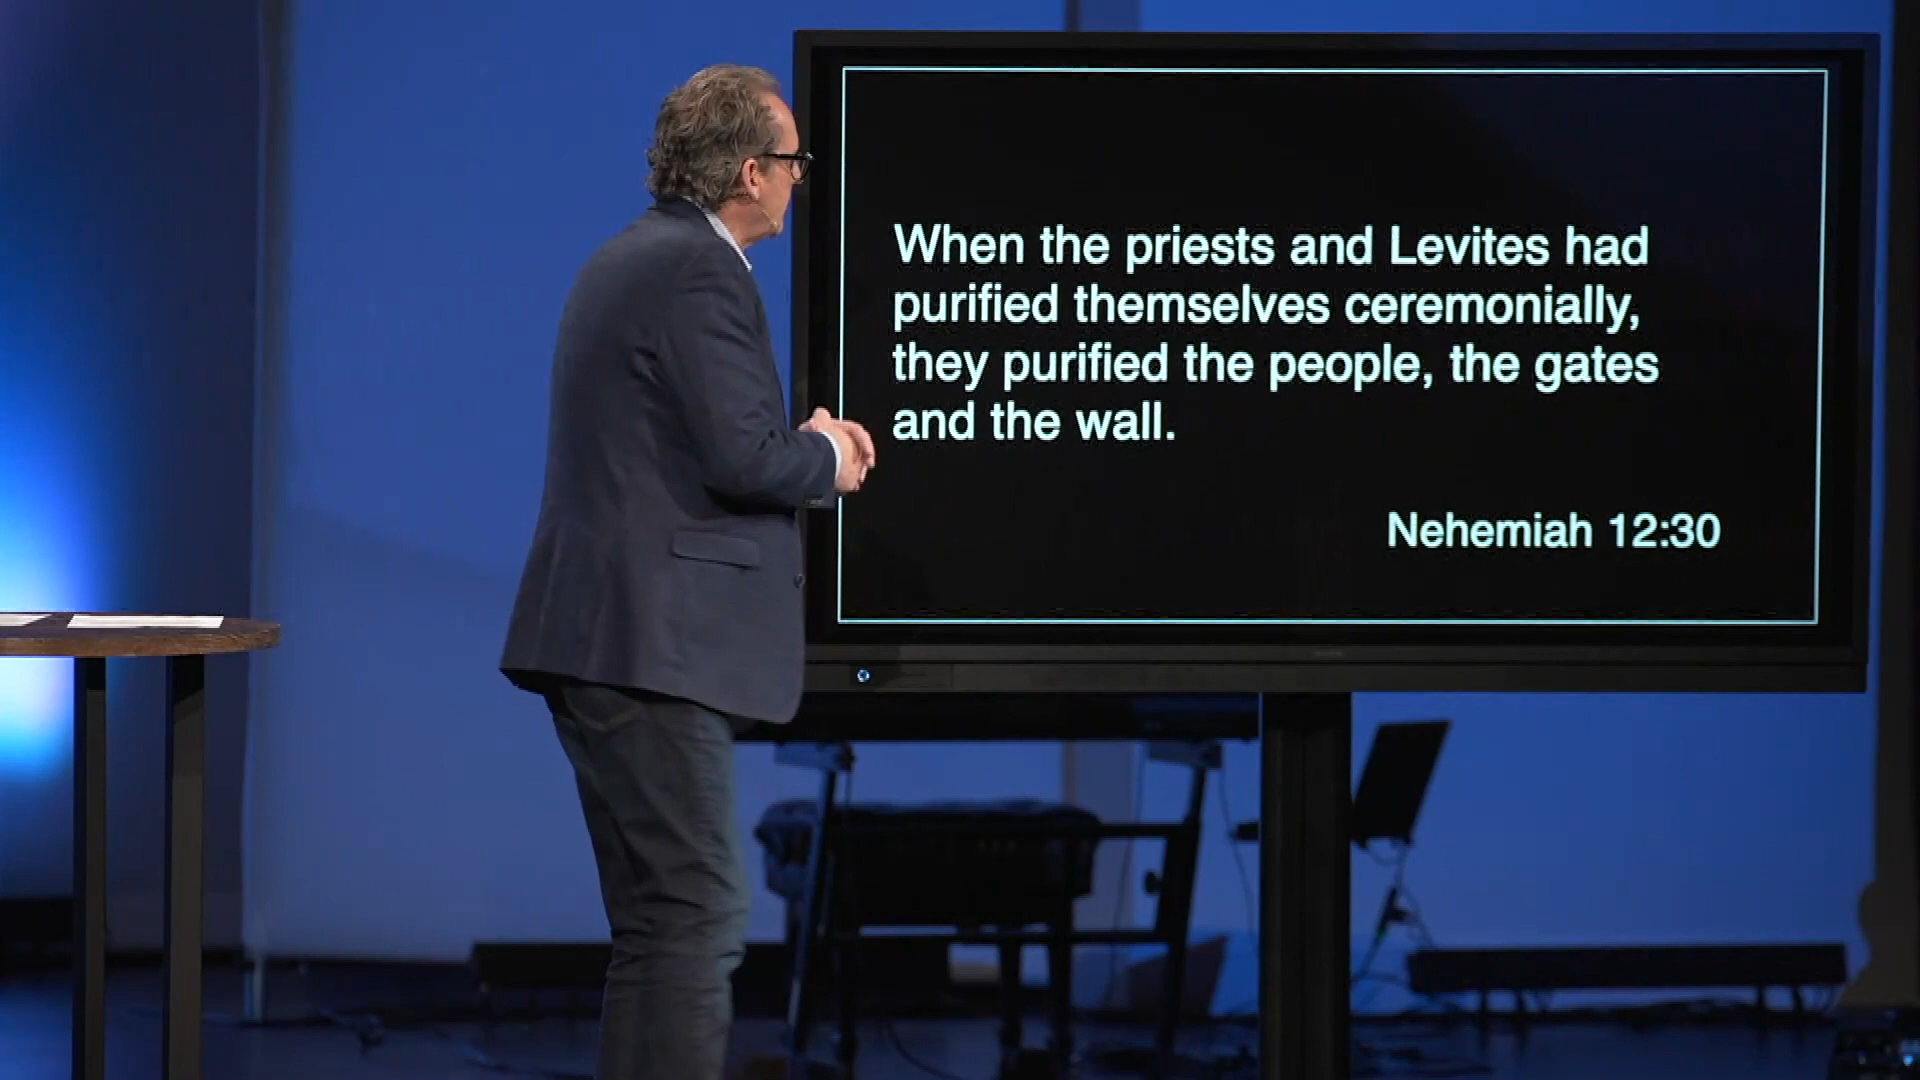 When the priests and Levites had
purified themselves ceremonially,
they purified the people, the gates
and the wall.
Nehemiah 12:30